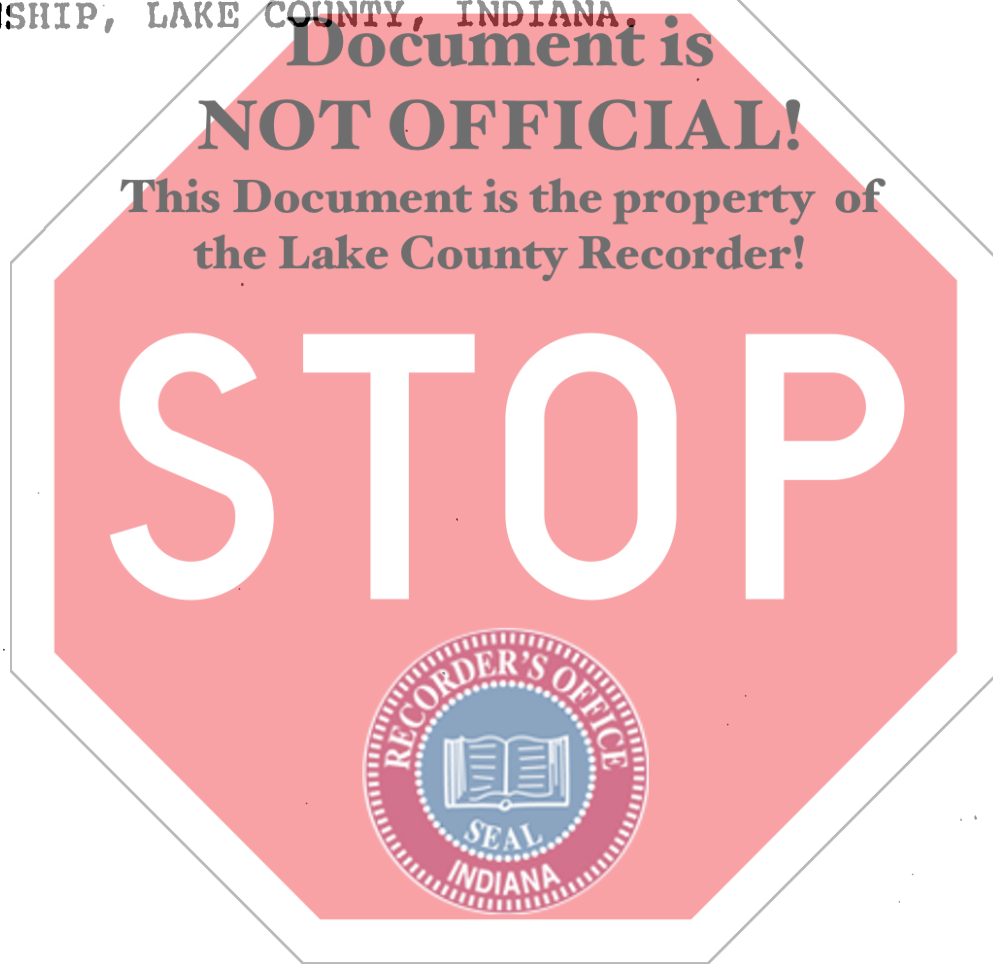 SHIP, LAKE COUNTY, INDIANA.
Document is
NOT OFFICIAL!
This Document is the property of
the Lake County Recorder!
STOP
RECORDER'S OFFICE
SEAL
INDIANA